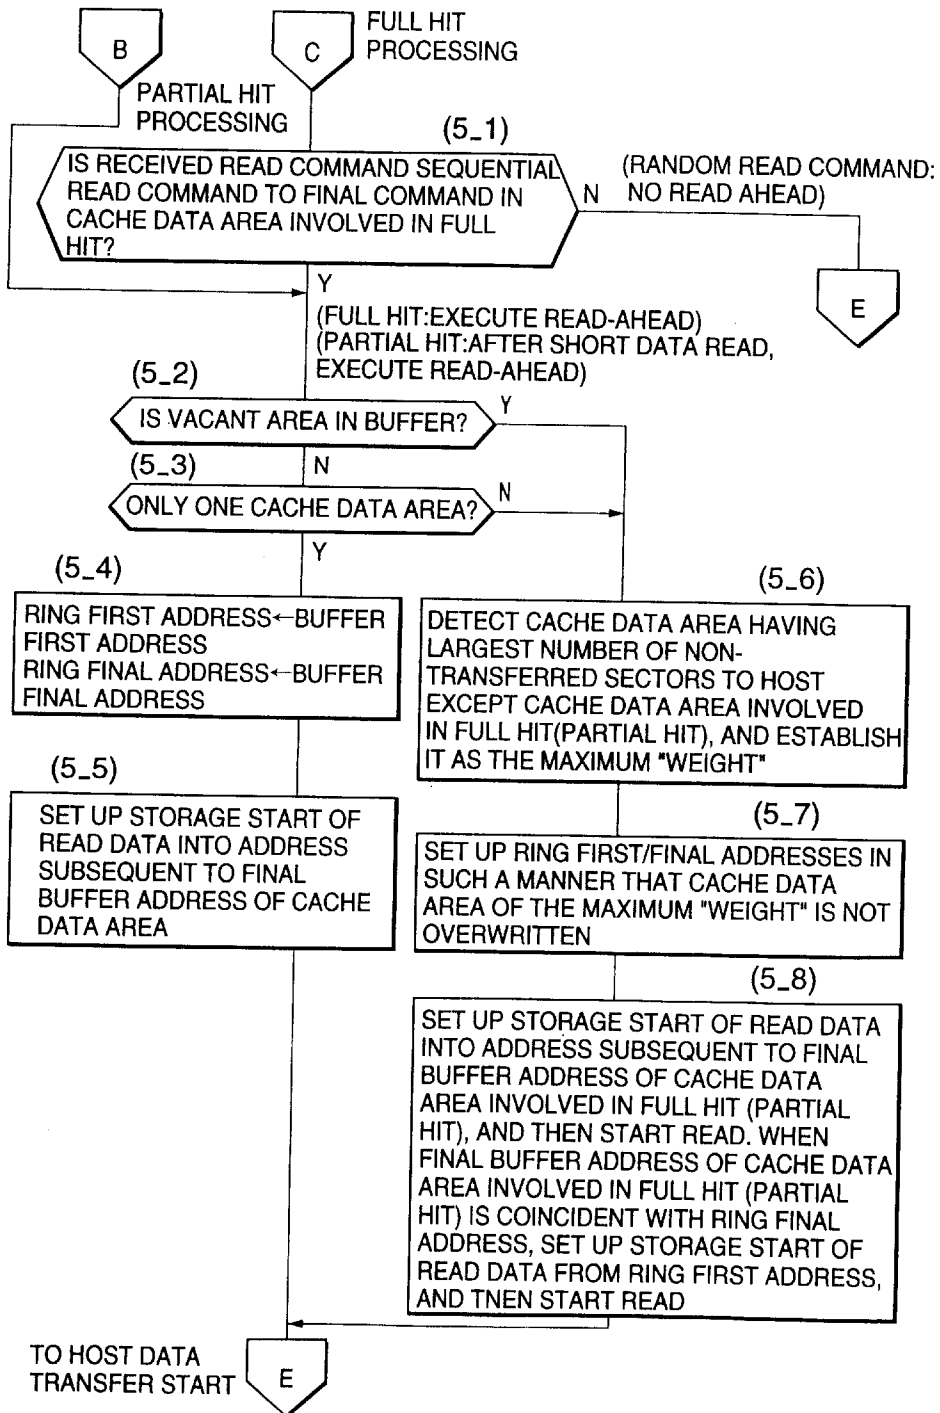 B
C
FULL HIT
PROCESSING
PARTIAL HIT
PROCESSING
(5_1)
IS RECEIVED READ COMMAND SEQUENTIAL
READ COMMAND TO FINAL COMMAND IN
CACHE DATA AREA INVOLVED IN FULL
HIT?
N
(RANDOM READ COMMAND:
NO READ AHEAD)
E
Y
(FULL HIT:EXECUTE READ-AHEAD)
(PARTIAL HIT:AFTER SHORT DATA READ,
EXECUTE READ-AHEAD)
(5_2)
IS VACANT AREA IN BUFFER?
Y
N
(5_3)
ONLY ONE CACHE DATA AREA?
N
Y
(5_4)
RING FIRST ADDRESS←BUFFER
FIRST ADDRESS
RING FINAL ADDRESS←BUFFER
FINAL ADDRESS
(5_5)
SET UP STORAGE START OF
READ DATA INTO ADDRESS
SUBSEQUENT TO FINAL
BUFFER ADDRESS OF CACHE
DATA AREA
(5_6)
DETECT CACHE DATA AREA HAVING
LARGEST NUMBER OF NON-
TRANSFERRED SECTORS TO HOST
EXCEPT CACHE DATA AREA INVOLVED
IN FULL HIT(PARTIAL HIT), AND ESTABLISH
IT AS THE MAXIMUM "WEIGHT"
(5_7)
SET UP RING FIRST/FINAL ADDRESSES IN
SUCH A MANNER THAT CACHE DATA
AREA OF THE MAXIMUM "WEIGHT" IS NOT
OVERWRITTEN
(5_8)
SET UP STORAGE START OF READ DATA
INTO ADDRESS SUBSEQUENT TO FINAL
BUFFER ADDRESS OF CACHE DATA
AREA INVOLVED IN FULL HIT (PARTIAL
HIT), AND THEN START READ. WHEN
FINAL BUFFER ADDRESS OF CACHE DATA
AREA INVOLVED IN FULL HIT (PARTIAL
HIT) IS COINCIDENT WITH RING FINAL
ADDRESS, SET UP STORAGE START OF
READ DATA FROM RING FIRST ADDRESS,
AND TNEN START READ
TO HOST DATA
TRANSFER START
E